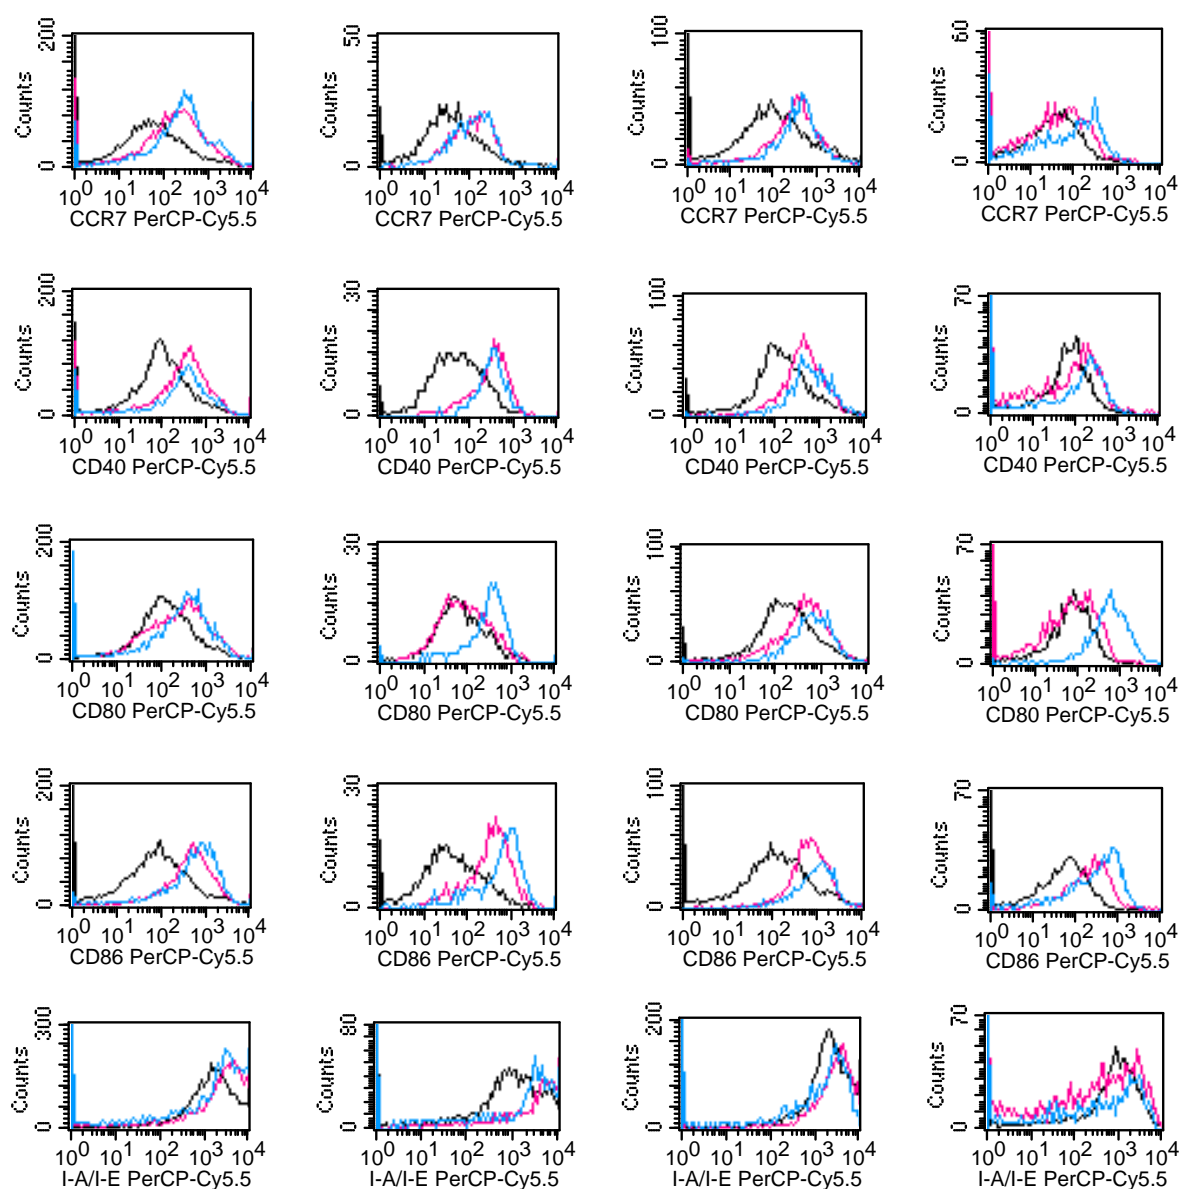 200 50 100 60
Counts Counts Counts Counts
0 0 0 0
10^0 10^1 10^2 10^3 10^4 10^0 10^1 10^2 10^3 10^4 10^0 10^1 10^2 10^3 10^4 10^0 10^1 10^2 10^3 10^4
CCR7 PerCP-Cy5.5 CCR7 PerCP-Cy5.5 CCR7 PerCP-Cy5.5 CCR7 PerCP-Cy5.5
200 30 100 70
Counts Counts Counts Counts
0 0 0 0
10^0 10^1 10^2 10^3 10^4 10^0 10^1 10^2 10^3 10^4 10^0 10^1 10^2 10^3 10^4 10^0 10^1 10^2 10^3 10^4
CD40 PerCP-Cy5.5 CD40 PerCP-Cy5.5 CD40 PerCP-Cy5.5 CD40 PerCP-Cy5.5
200 30 100 70
Counts Counts Counts Counts
0 0 0 0
10^0 10^1 10^2 10^3 10^4 10^0 10^1 10^2 10^3 10^4 10^0 10^1 10^2 10^3 10^4 10^0 10^1 10^2 10^3 10^4
CD80 PerCP-Cy5.5 CD80 PerCP-Cy5.5 CD80 PerCP-Cy5.5 CD80 PerCP-Cy5.5
200 30 100 70
Counts Counts Counts Counts
0 0 0 0
10^0 10^1 10^2 10^3 10^4 10^0 10^1 10^2 10^3 10^4 10^0 10^1 10^2 10^3 10^4 10^0 10^1 10^2 10^3 10^4
CD86 PerCP-Cy5.5 CD86 PerCP-Cy5.5 CD86 PerCP-Cy5.5 CD86 PerCP-Cy5.5
300 80 200 70
Counts Counts Counts Counts
0 0 0 0
10^0 10^1 10^2 10^3 10^4 10^0 10^1 10^2 10^3 10^4 10^0 10^1 10^2 10^3 10^4 10^0 10^1 10^2 10^3 10^4
I-A/I-E PerCP-Cy5.5 I-A/I-E PerCP-Cy5.5 I-A/I-E PerCP-Cy5.5 I-A/I-E PerCP-Cy5.5